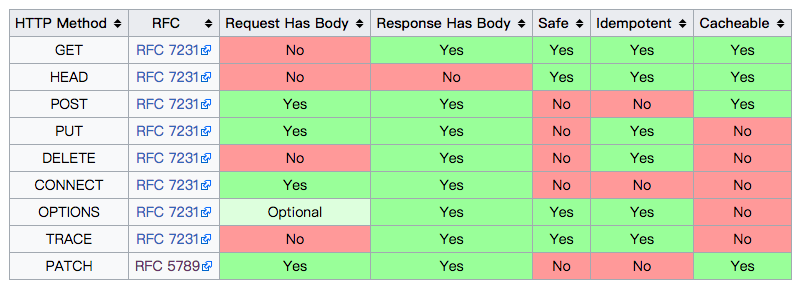 HTTP Method RFC Request Has Body Response Has Body Safe Idempotent Cacheable
GET RFC 7231 No Yes Yes Yes Yes
HEAD RFC 7231 No No Yes Yes Yes
POST RFC 7231 Yes Yes No No Yes
PUT RFC 7231 Yes Yes No Yes No
DELETE RFC 7231 No Yes No Yes No
CONNECT RFC 7231 Yes Yes No No No
OPTIONS RFC 7231 Optional Yes Yes Yes No
TRACE RFC 7231 No Yes Yes Yes No
PATCH RFC 5789 Yes Yes No No Yes